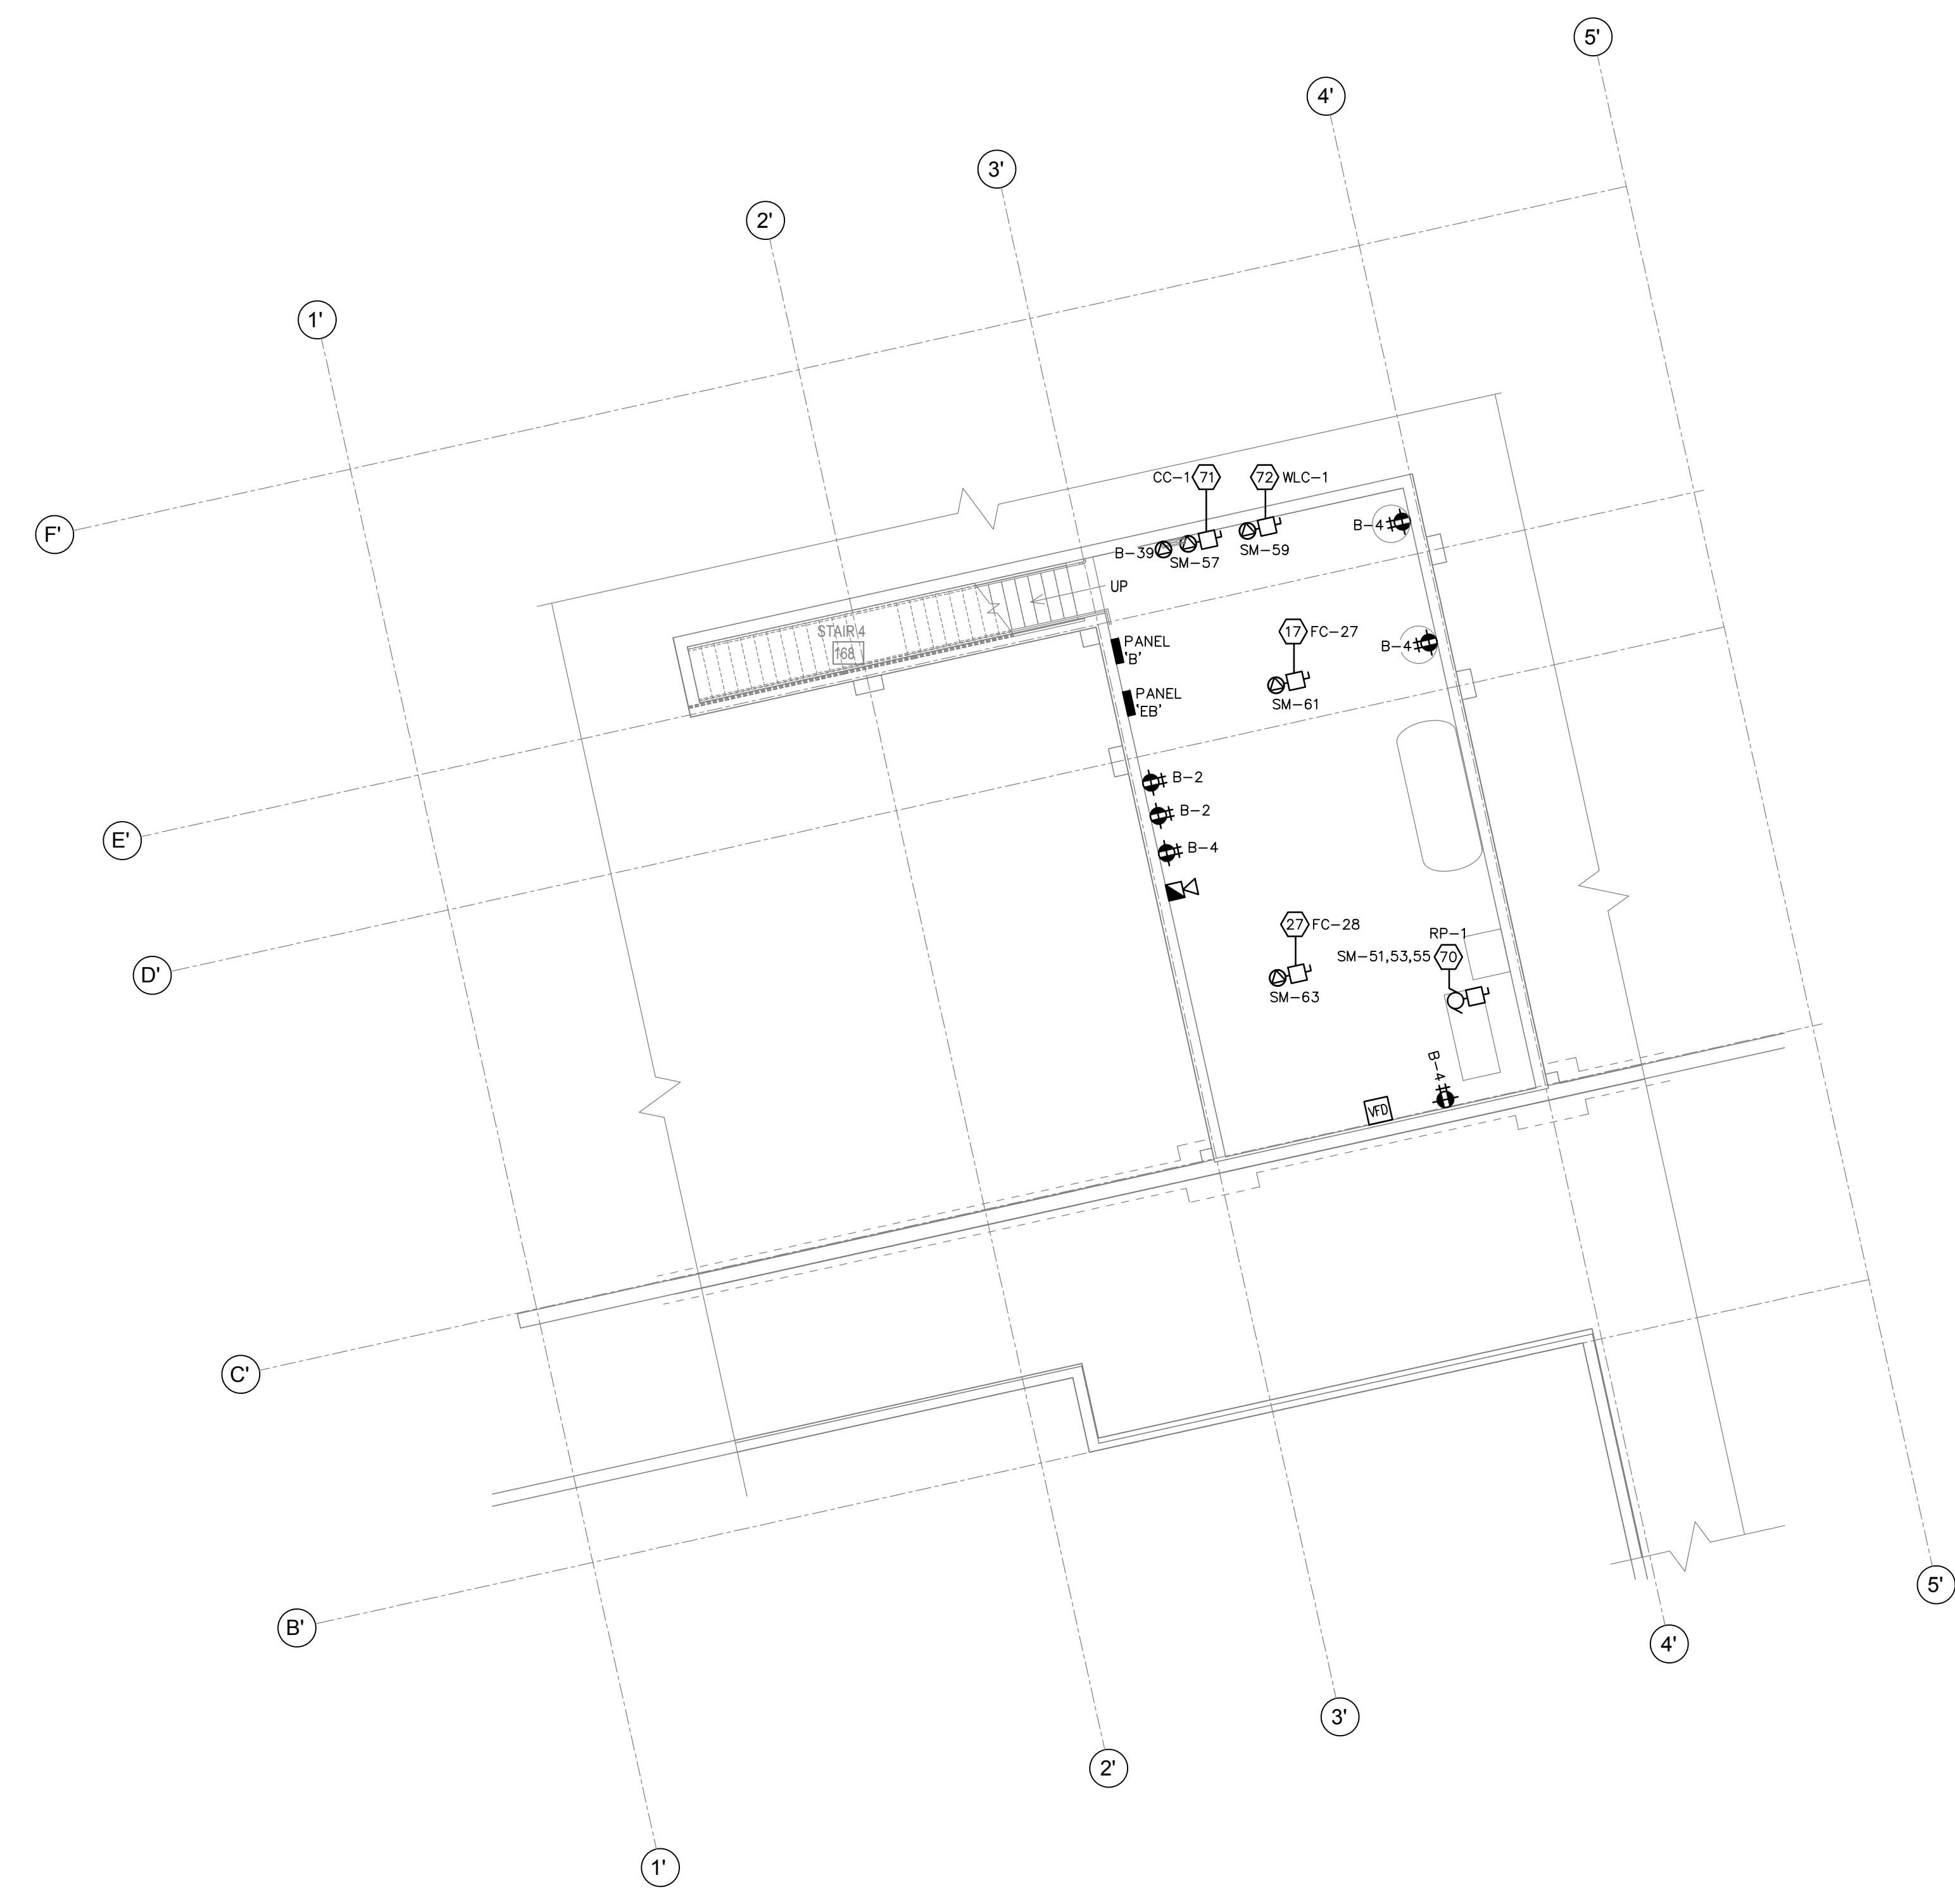 5'
4'
3'
2'
1'
F'
CC-1 71
72 WLC-1
B-4
B-39
SM-57
SM-59
UP
STAIR 4
168
17 FC-27
PANEL
'B'
B-4
PANEL
'EB'
SM-61
B-2
B-2
E'
B-4
27 FC-28
RP-1
SM-51,53,55 70
D'
SM-63
B-4
VFD
C'
5'
B'
4'
3'
2'
1'